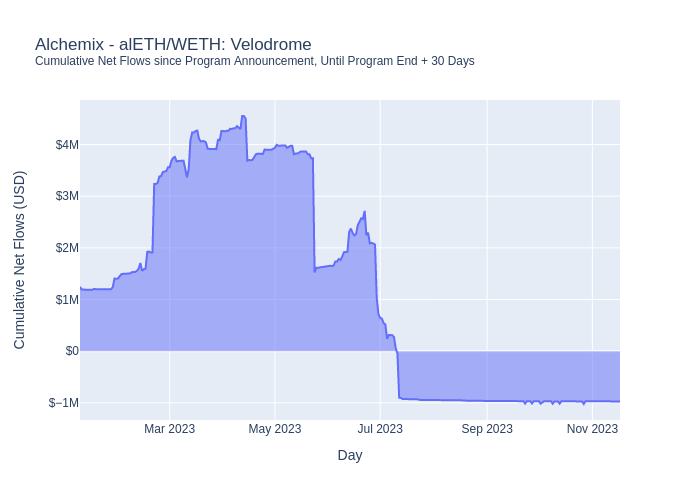 Alchemix - alETH/WETH: Velodrome
Cumulative Net Flows since Program Announcement, Until Program End + 30 Days
Cumulative Net Flows (USD)
$4M
$3M
$2M
$1M
$0
$−1M
Mar 2023
May 2023
Jul 2023
Sep 2023
Nov 2023
Day